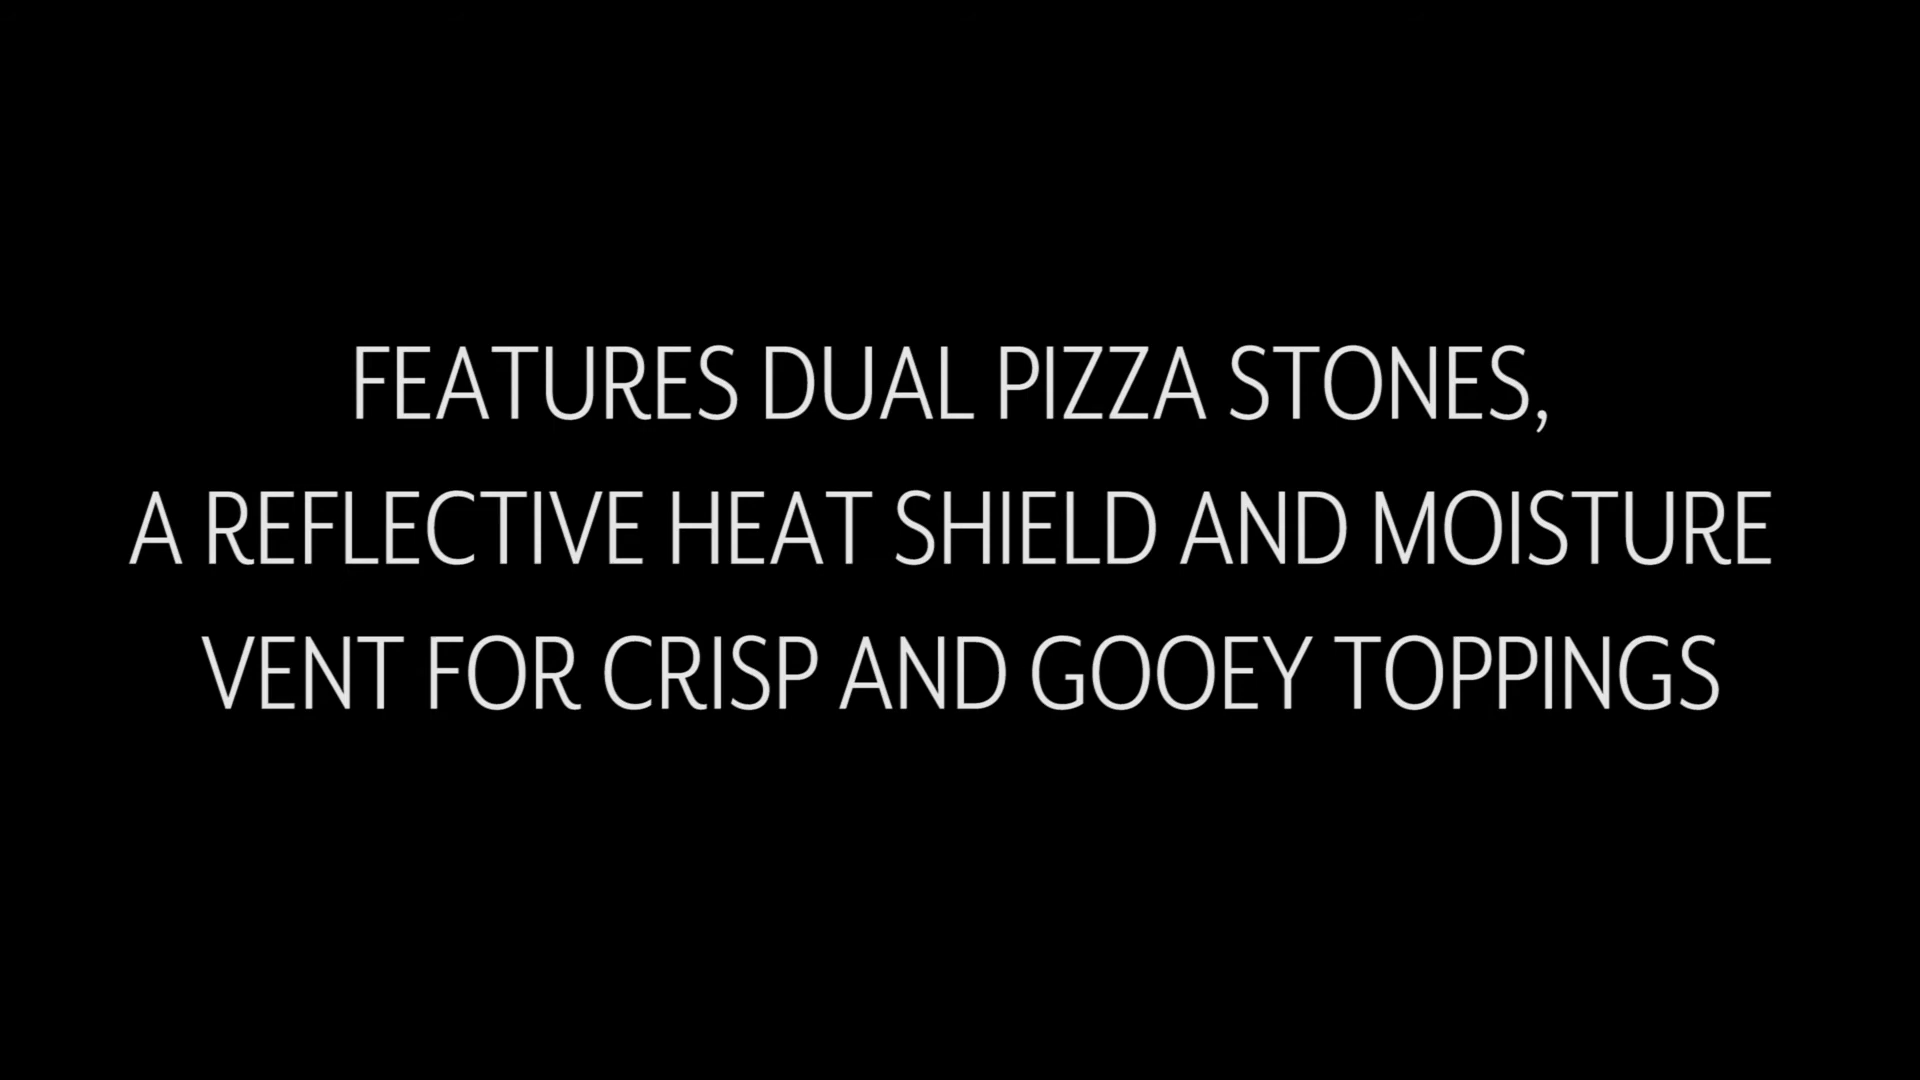 FEATURES DUAL PIZZA STONES,
A REFLECTIVE HEAT SHIELD AND MOISTURE
VENT FOR CRISP AND GOOEY TOPPINGS